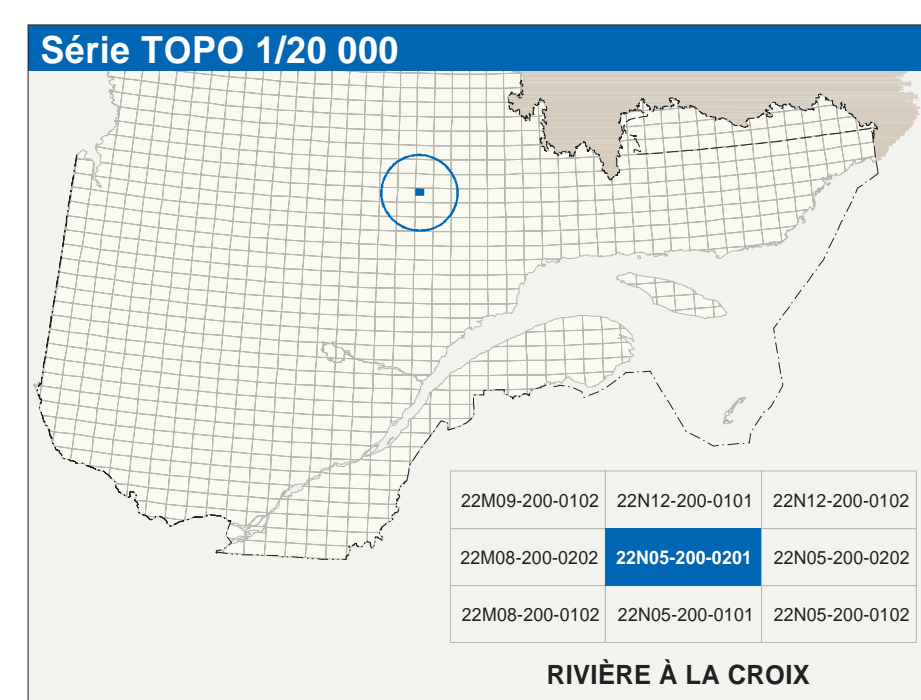 Série TOPO 1/20 000
22M09-200-0102 22N12-200-0101 22N12-200-0102
22M08-200-0202 22N05-200-0201 22N05-200-0202
22M08-200-0102 22N05-200-0101 22N05-200-0102
RIVIÈRE À LA CROIX